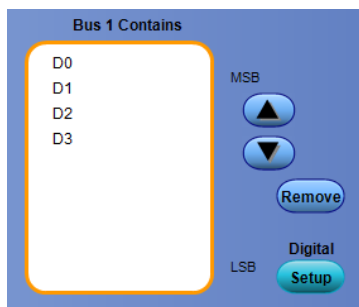 Bus 1 Contains
D0
D1
D2
D3
MSB
Remove
Digital
LSB
Setup